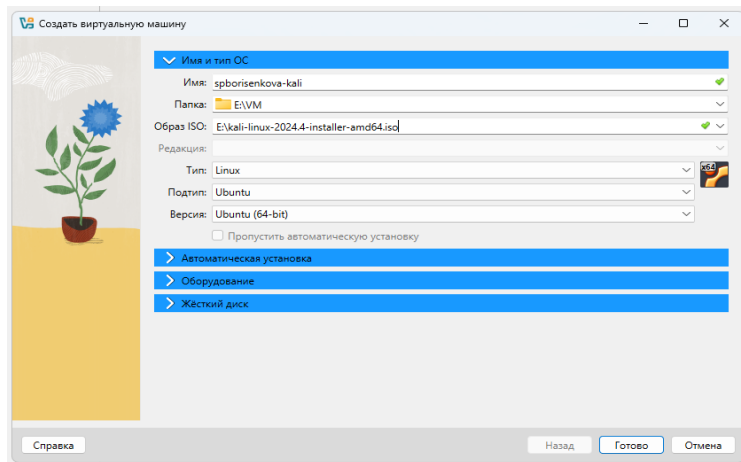 Создать виртуальную машину
Имя и тип ОС
Имя: spborisenkova-kali
Папка: E:\VM
Образ ISO: E:\kali-linux-2024.4-installer-amd64.iso
Редакция:
Тип: Linux
x64
Подтип: Ubuntu
Версия: Ubuntu (64-bit)
Пропустить автоматическую установку
Автоматическая установка
Оборудование
Жёсткий диск
Справка Назад Готово Отмена